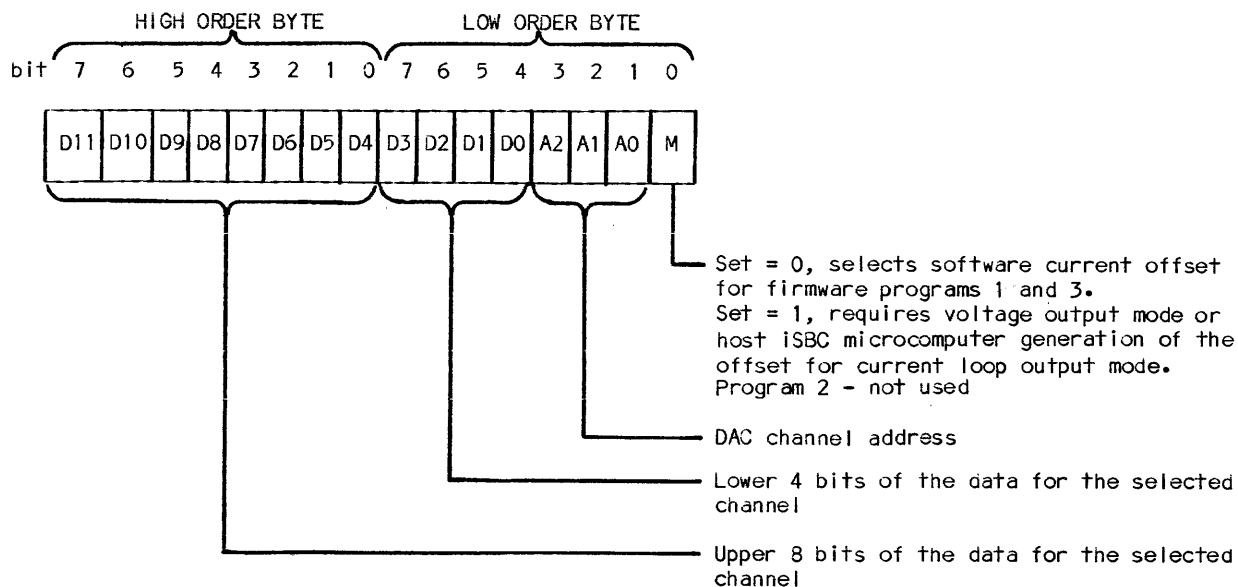 HIGH ORDER BYTE LOW ORDER BYTE
bit 7 6 5 4 3 2 1 0 7 6 5 4 3 2 1 0
D11 D10 D9 D8 D7 D6 D5 D4 D3 D2 D1 D0 A2 A1 A0 M
Set = 0, selects software current offset
for firmware programs 1 and 3.
Set = 1, requires voltage output mode or
host iSBC microcomputer generation of the
offset for current loop output mode.
Program 2 - not used
DAC channel address
Lower 4 bits of the data for the selected
channel
Upper 8 bits of the data for the selected
channel